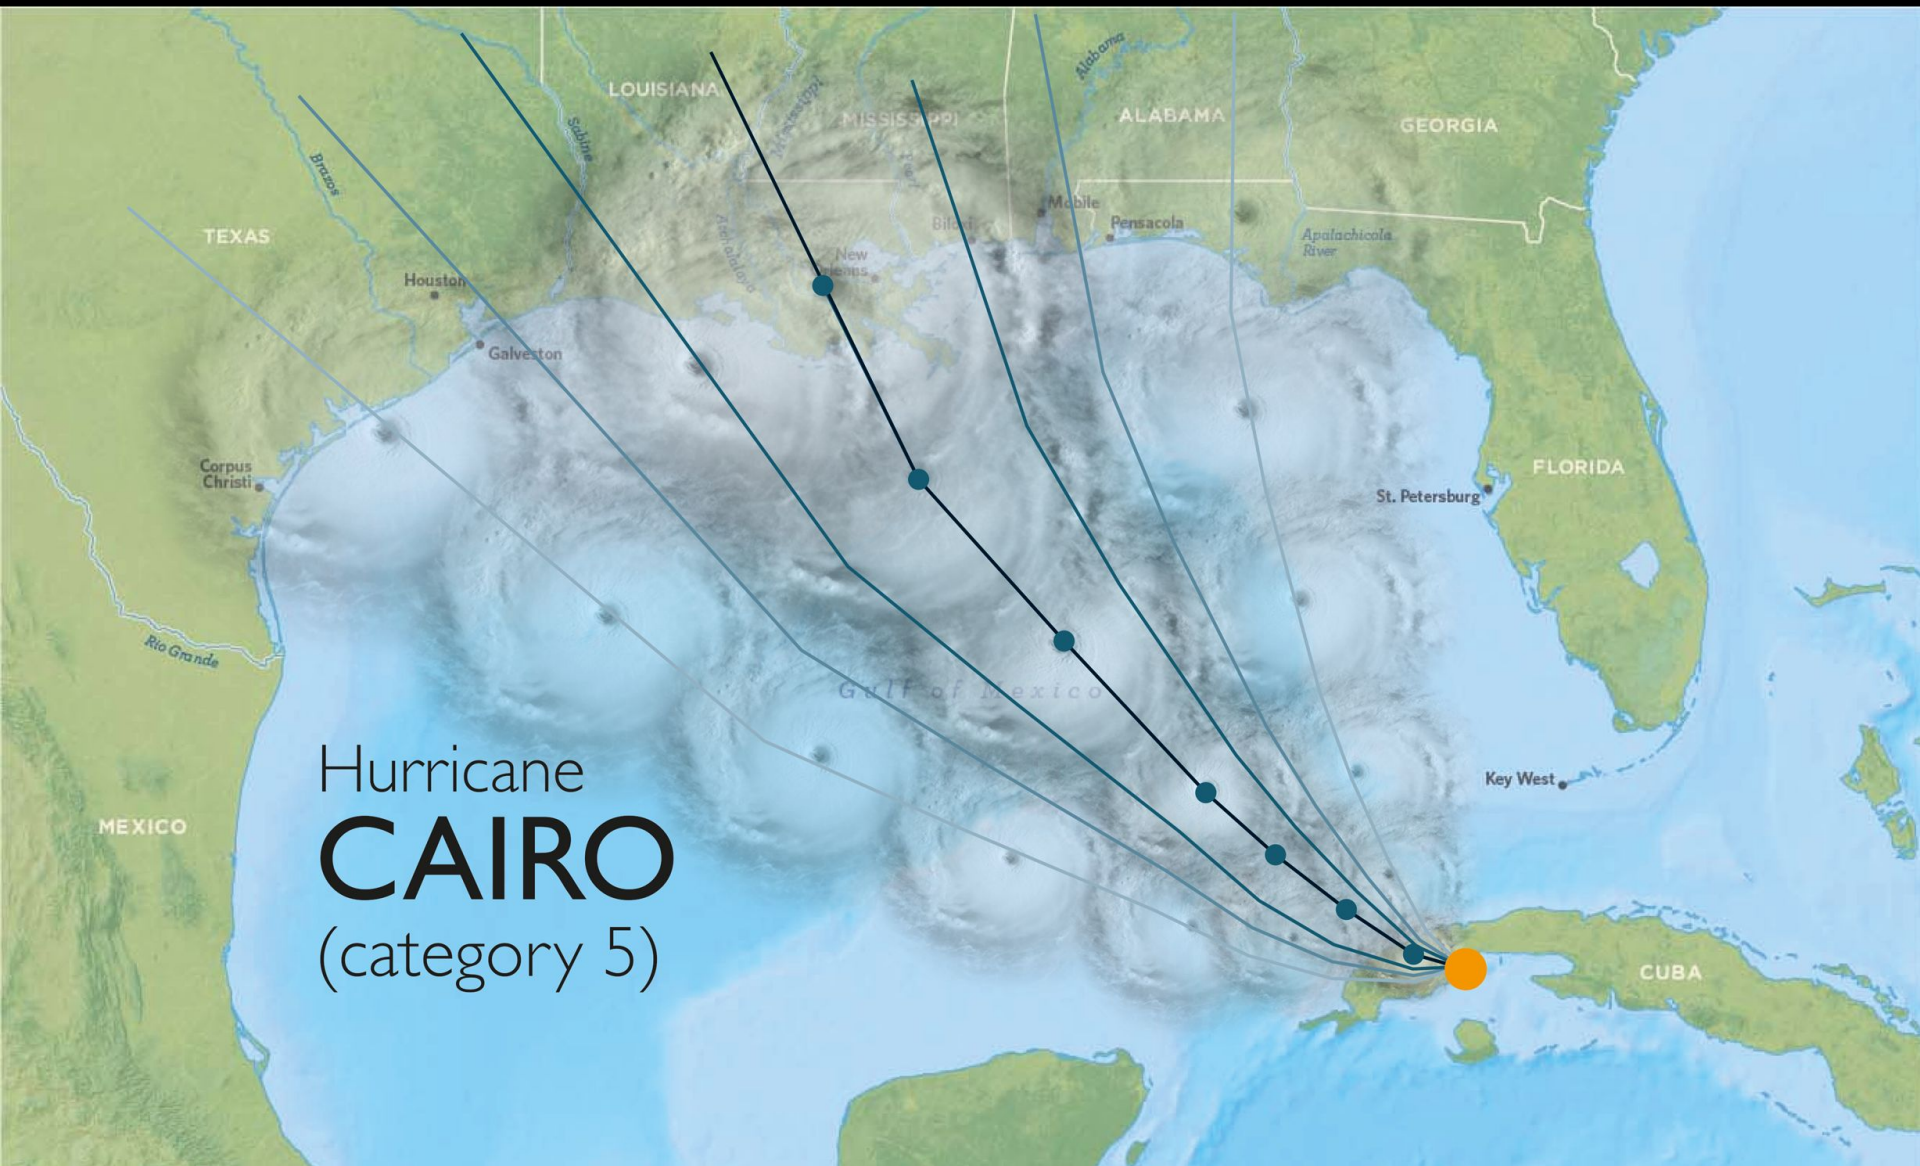 LOUISIANA
MISSISSIPPI
ALABAMA
GEORGIA
Alabama
Mississippi
Sabine
Brazos
Pearl
TEXAS
Houston
Galveston
Atchafalaya
New
Orleans
Biloxi
Mobile
Pensacola
Apalachicola
River
Corpus
Christi
St. Petersburg
FLORIDA
Rio Grande
Gulf of Mexico
Key West
MEXICO
CUBA
Hurricane
CAIRO
(category 5)